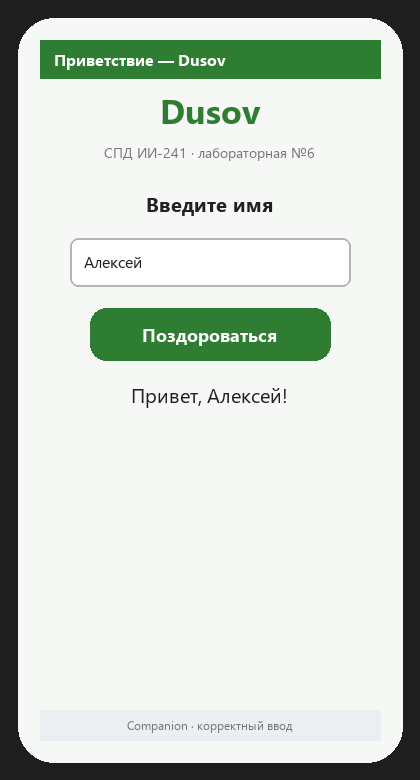 Приветствие — Dusov
Dusov
СПД ИИ-241 · лабораторная №6
Введите имя
Алексей
Поздороваться
Привет, Алексей!
Companion · корректный ввод